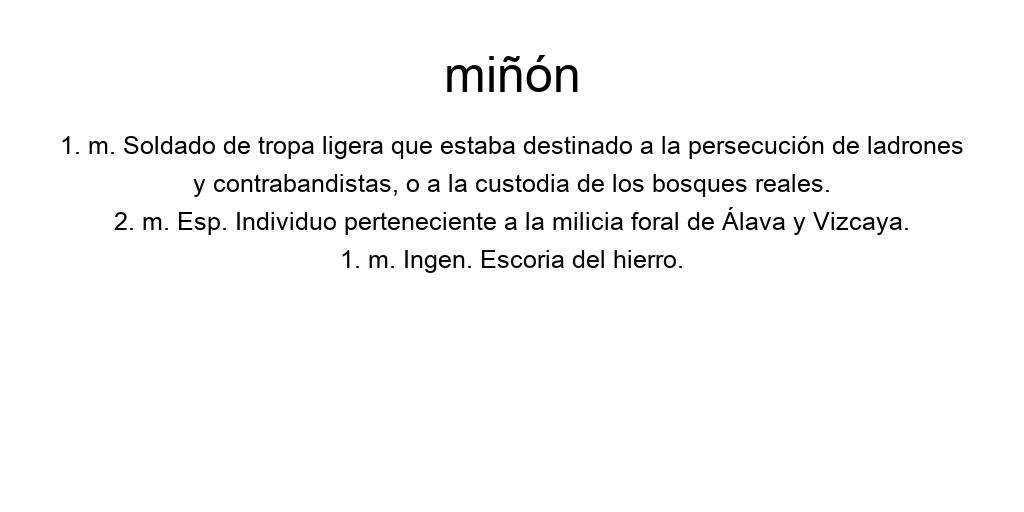 miñón
1. m. Soldado de tropa ligera que estaba destinado a la persecución de ladrones
y contrabandistas, o a la custodia de los bosques reales.
2. m. Esp. Individuo perteneciente a la milicia foral de Álava y Vizcaya.
1. m. Ingen. Escoria del hierro.